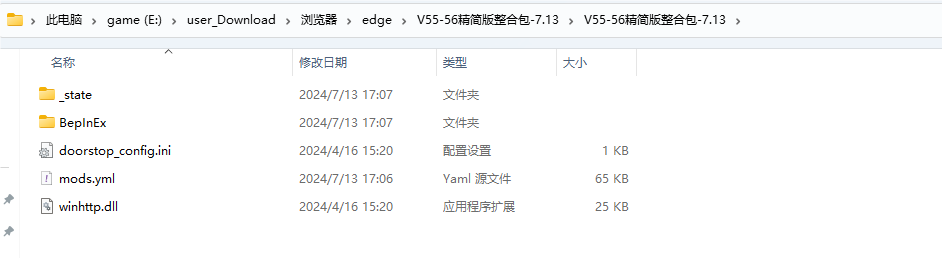 此电脑 › game (E:) › user_Download › 浏览器 › edge › V55-56精简版整合包-7.13 › V55-56精简版整合包-7.13 ›
名称 修改日期 类型 大小
_state 2024/7/13 17:07 文件夹
BepInEx 2024/7/13 17:07 文件夹
doorstop_config.ini 2024/4/16 15:20 配置设置 1 KB
mods.yml 2024/7/13 17:06 Yaml 源文件 65 KB
winhttp.dll 2024/4/16 15:20 应用程序扩展 25 KB